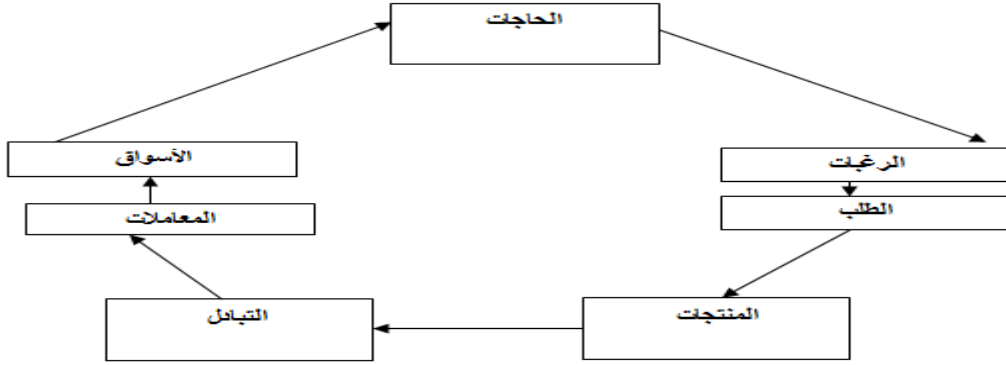 الحاجات
الرغبات
الطلب
المنتجات
التبادل
المعاملات
الأسواق